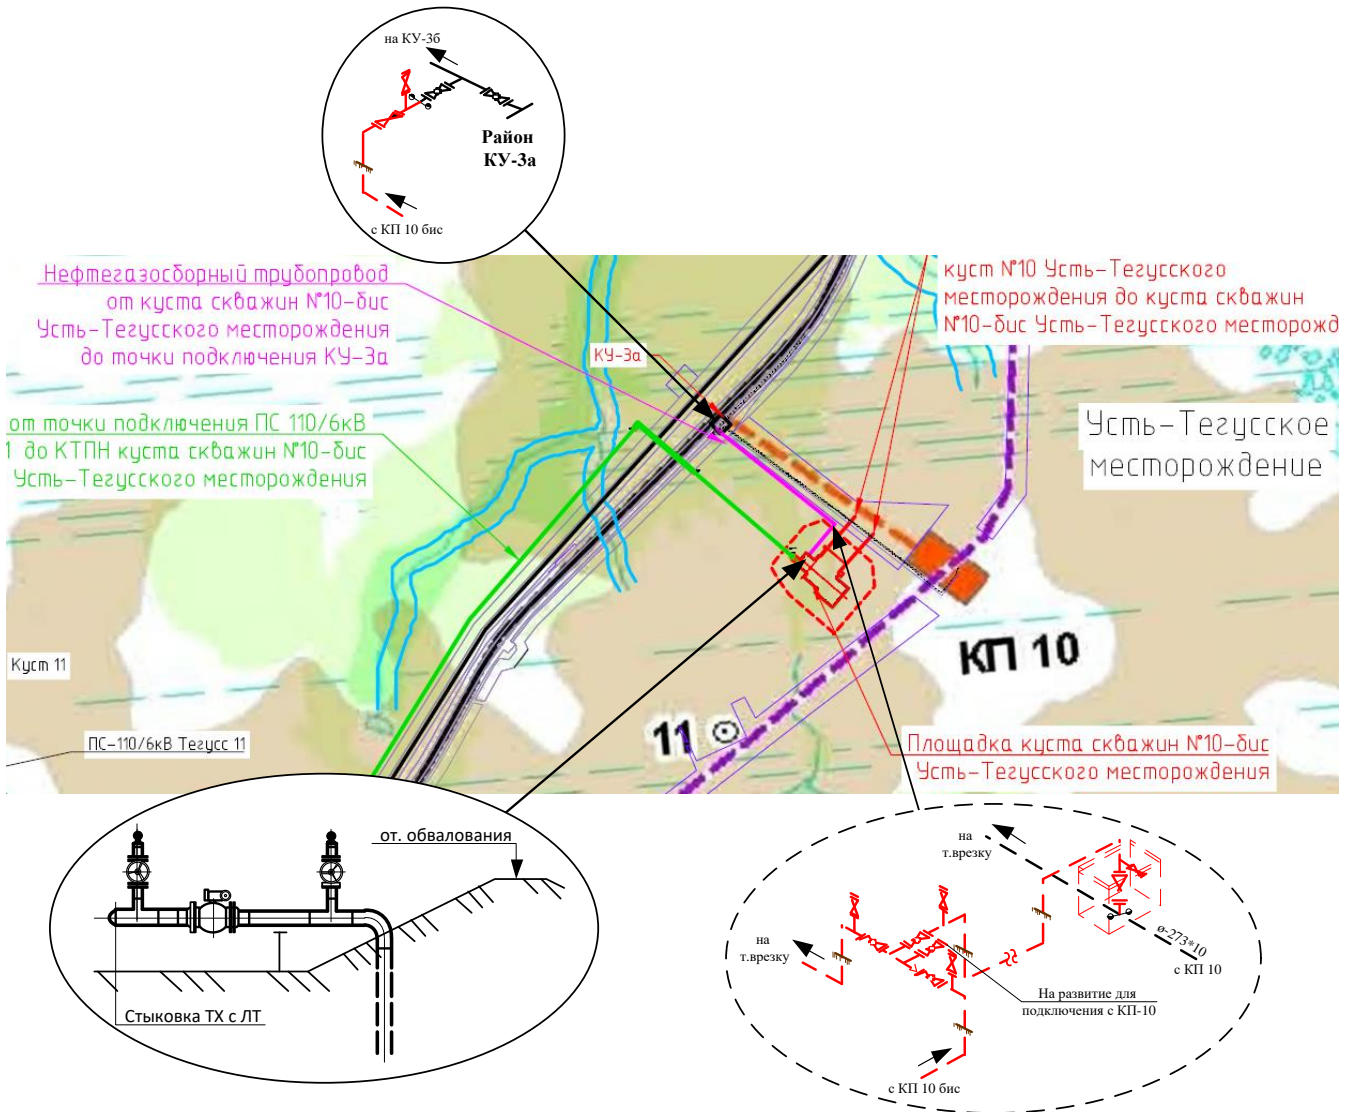 на КУ-3б
Район
КУ-3а
с КП 10 бис
Нефтегазосборный трубопровод
от куста скважин №10-бис
Усть-Тегусского месторождения
до точки подключения КУ-3а
КУ-3а
куст №10 Усть-Тегусского
месторождения до куста скважин
№10-бис Усть-Тегусского месторожд
от точки подключения ПС 110/6кВ
1 до КТПН куста скважин №10-бис
Усть-Тегусского месторождения
Усть-Тегусское
месторождение
Куст 11
КП 10
11
ПС-110/6кВ Тегусс 11
Площадка куста скважин №10-бис
Усть-Тегусского месторождения
от. обвалования
Стыковка ТХ с ЛТ
на
т.врезку
на
т.врезку
ø-273*10
с КП 10
На развитие для
подключения с КП-10
с КП 10 бис